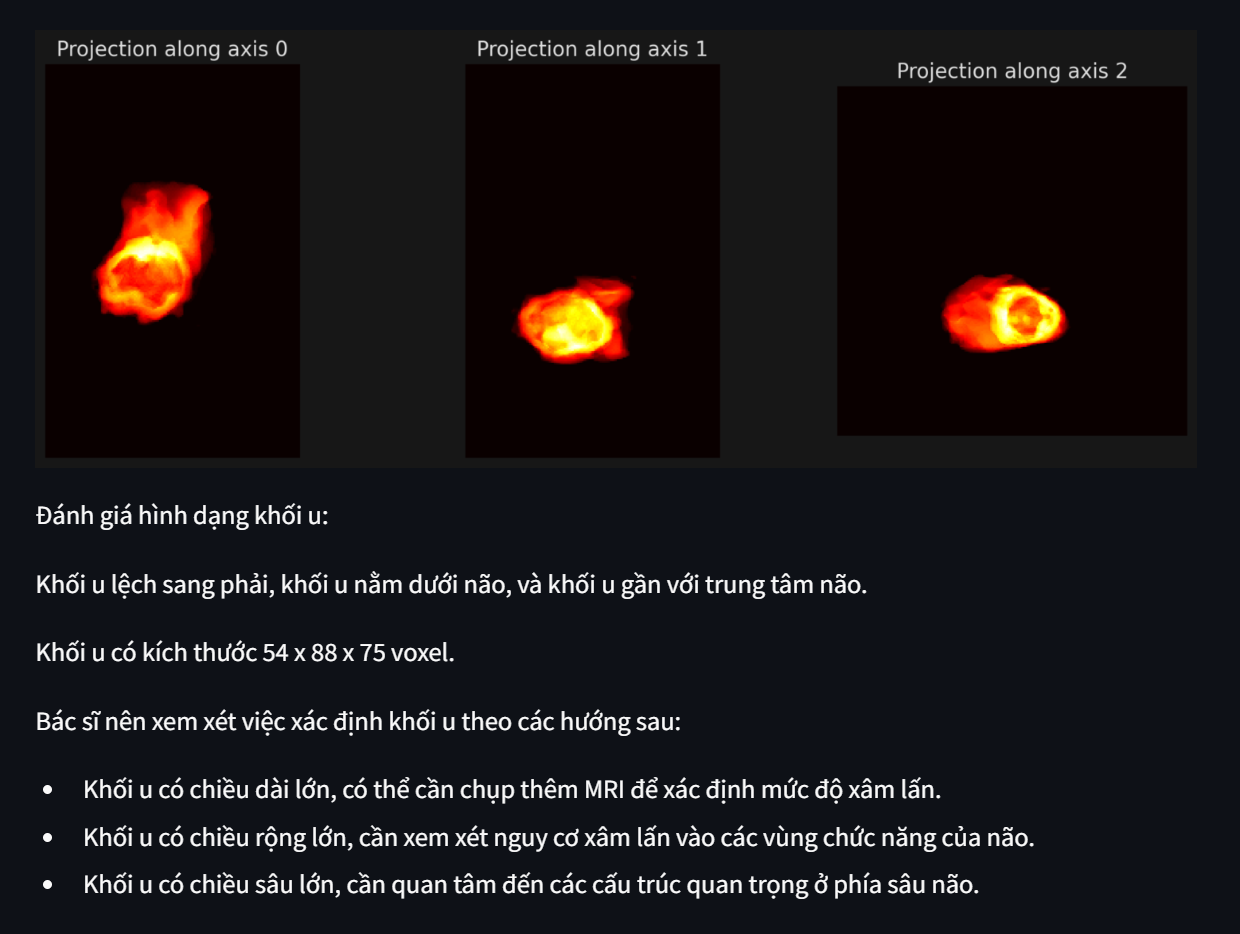 Projection along axis 0
Projection along axis 1
Projection along axis 2
Đánh giá hình dạng khối u:
Khối u lệch sang phải, khối u nằm dưới não, và khối u gần với trung tâm não.
Khối u có kích thước 54 x 88 x 75 voxel.
Bác sĩ nên xem xét việc xác định khối u theo các hướng sau:
• Khối u có chiều dài lớn, có thể cần chụp thêm MRI để xác định mức độ xâm lấn.
• Khối u có chiều rộng lớn, cần xem xét nguy cơ xâm lấn vào các vùng chức năng của não.
• Khối u có chiều sâu lớn, cần quan tâm đến các cấu trúc quan trọng ở phía sâu não.